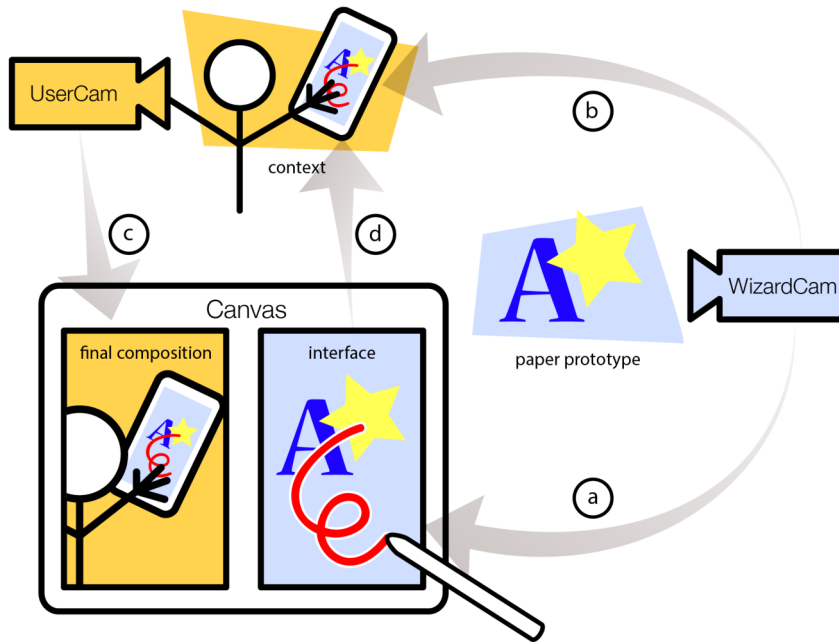 UserCam
A
b
context
c
d
A
WizardCam
paper prototype
Canvas
final composition
interface
A
A
a